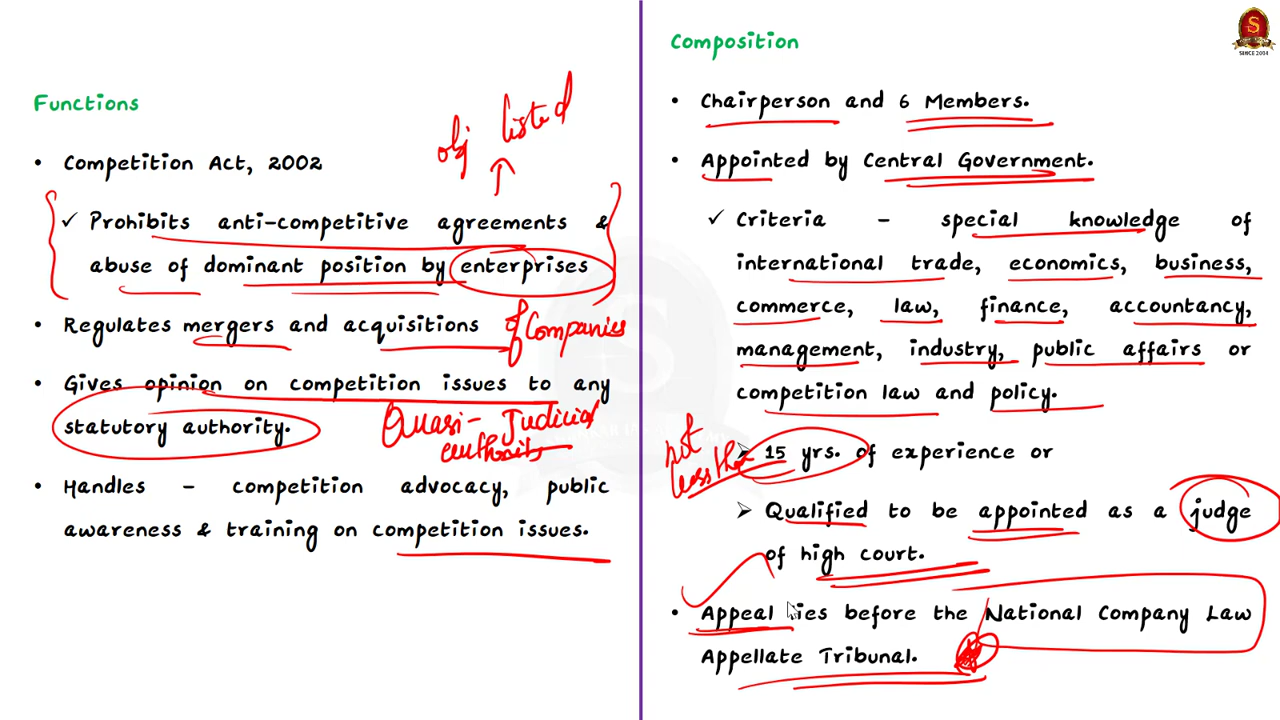 Functions
obj listed
• Competition Act, 2002
✓ Prohibits anti-competitive agreements &
abuse of dominant position by enterprises
• Regulates mergers and acquisitions of Companies
• Gives opinion on competition issues to any
statutory authority.
Quasi-Judicial
authority
• Handles - competition advocacy, public
awareness & training on competition issues.
S
SINCE 2004
Composition
• Chairperson and 6 Members.
• Appointed by Central Government.
✓ Criteria - special knowledge of
international trade, economics, business,
commerce, law, finance, accountancy,
management, industry, public affairs or
competition law and policy.
not
less than
➢ 15 yrs. of experience or
➢ Qualified to be appointed as a judge
of high court.
• Appeal lies before the National Company Law
Appellate Tribunal.